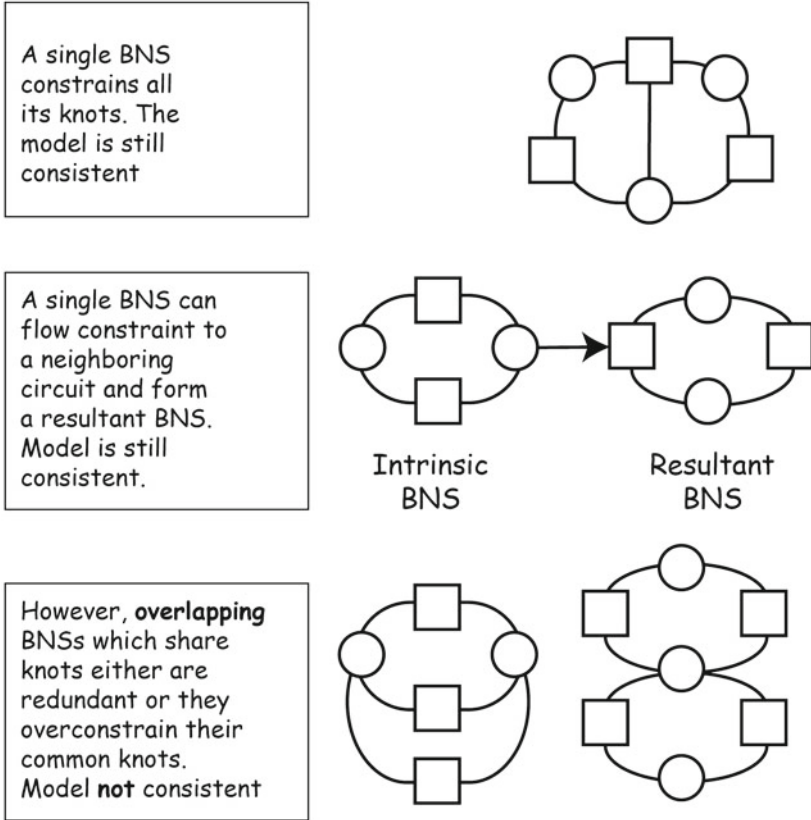 A single BNS
constrains all
its knots. The
model is still
consistent
A single BNS can
flow constraint to
a neighboring
circuit and form
a resultant BNS.
Model is still
consistent.
Intrinsic
BNS
Resultant
BNS
However, overlapping
BNSs which share
knots either are
redundant or they
overconstrain their
common knots.
Model not consistent